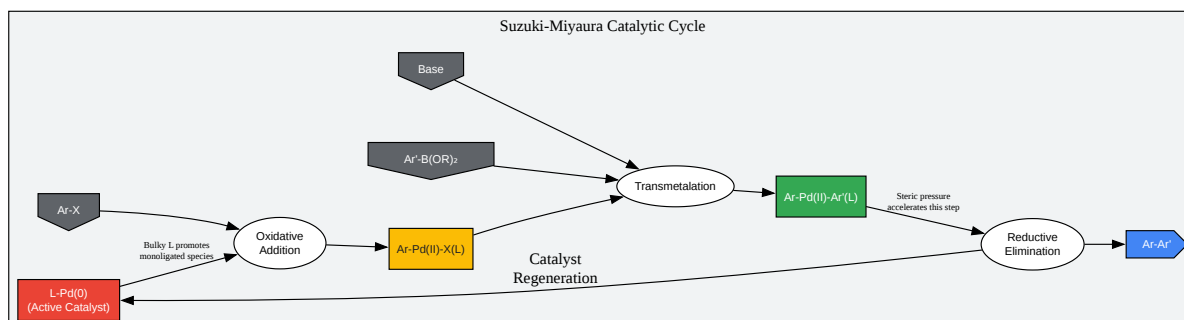 Suzuki-Miyaura Catalytic Cycle
Base
Ar'-B(OR)₂
Transmetalation
Ar-Pd(II)-Ar'(L)
Steric pressure
accelerates this step
Ar-X
Bulky L promotes
monoligated species
Oxidative
Addition
Ar-Pd(II)-X(L)
Catalyst
Regeneration
Reductive
Elimination
Ar-Ar'
L-Pd(0)
(Active Catalyst)